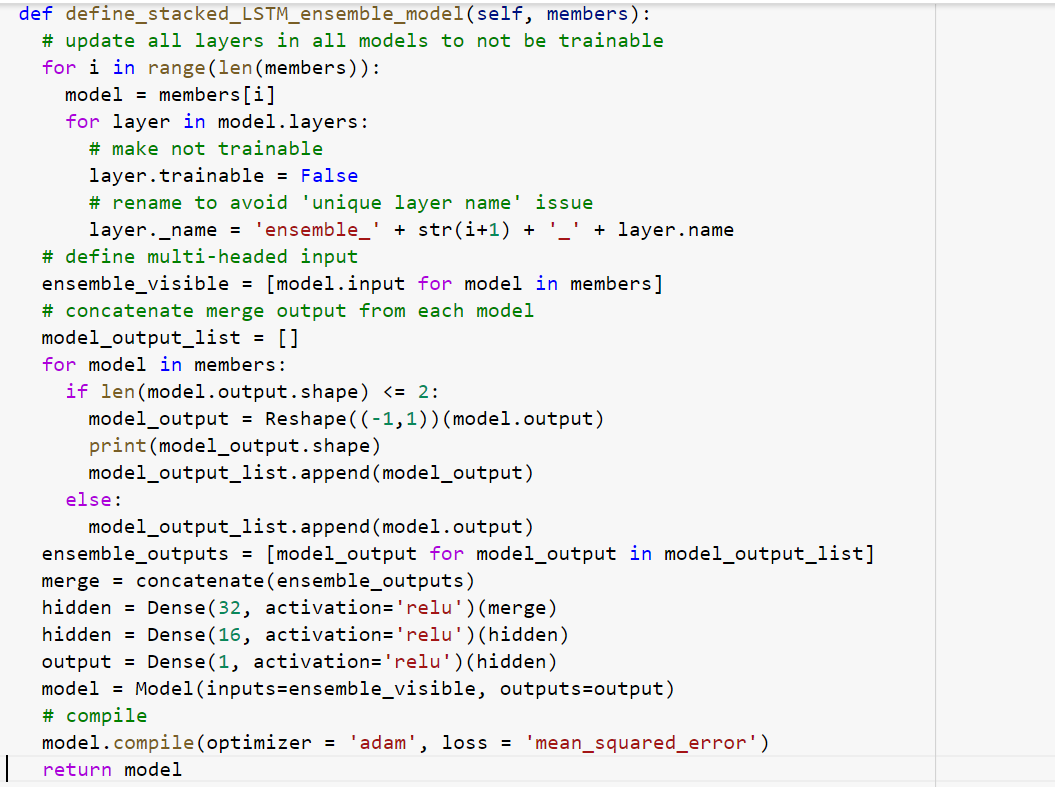 def define_stacked_LSTM_ensemble_model(self, members):
  # update all layers in all models to not be trainable
  for i in range(len(members)):
    model = members[i]
    for layer in model.layers:
      # make not trainable
      layer.trainable = False
      # rename to avoid 'unique layer name' issue
      layer._name = 'ensemble_' + str(i+1) + '_' + layer.name
  # define multi-headed input
  ensemble_visible = [model.input for model in members]
  # concatenate merge output from each model
  model_output_list = []
  for model in members:
    if len(model.output.shape) <= 2:
      model_output = Reshape((-1,1))(model.output)
      print(model_output.shape)
      model_output_list.append(model_output)
    else:
      model_output_list.append(model.output)
  ensemble_outputs = [model_output for model_output in model_output_list]
  merge = concatenate(ensemble_outputs)
  hidden = Dense(32, activation='relu')(merge)
  hidden = Dense(16, activation='relu')(hidden)
  output = Dense(1, activation='relu')(hidden)
  model = Model(inputs=ensemble_visible, outputs=output)
  # compile
  model.compile(optimizer = 'adam', loss = 'mean_squared_error')
  return model